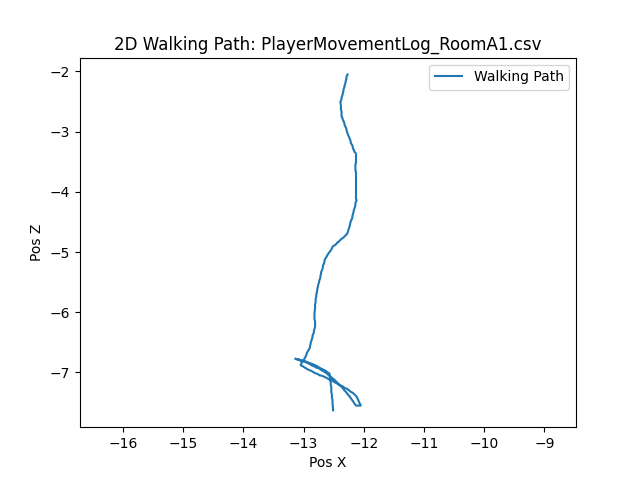 2D Walking Path: PlayerMovementLog_RoomA1.csv
Walking Path
−2
−3
−4
−5
−6
−7
Pos Z
−16 −15 −14 −13 −12 −11 −10 −9
Pos X